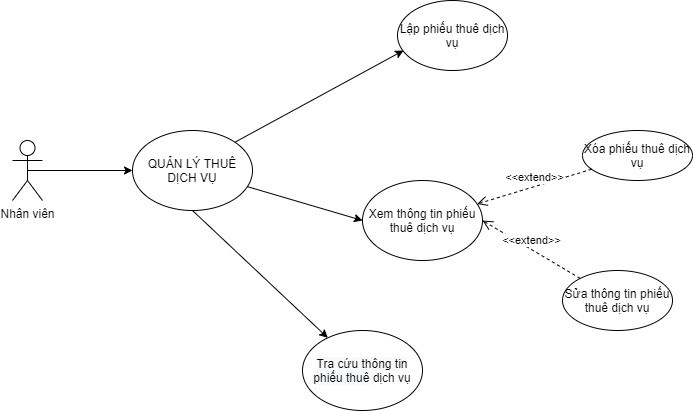 Lập phiếu thuê dịch
vụ
QUẢN LÝ THUÊ
DỊCH VỤ
Nhân viên
Xóa phiếu thuê dịch
vụ
<<extend>>
Xem thông tin phiếu
thuê dịch vụ
<<extend>>
Sửa thông tin phiếu
thuê dịch vụ
Tra cứu thông tin
phiếu thuê dịch vụ